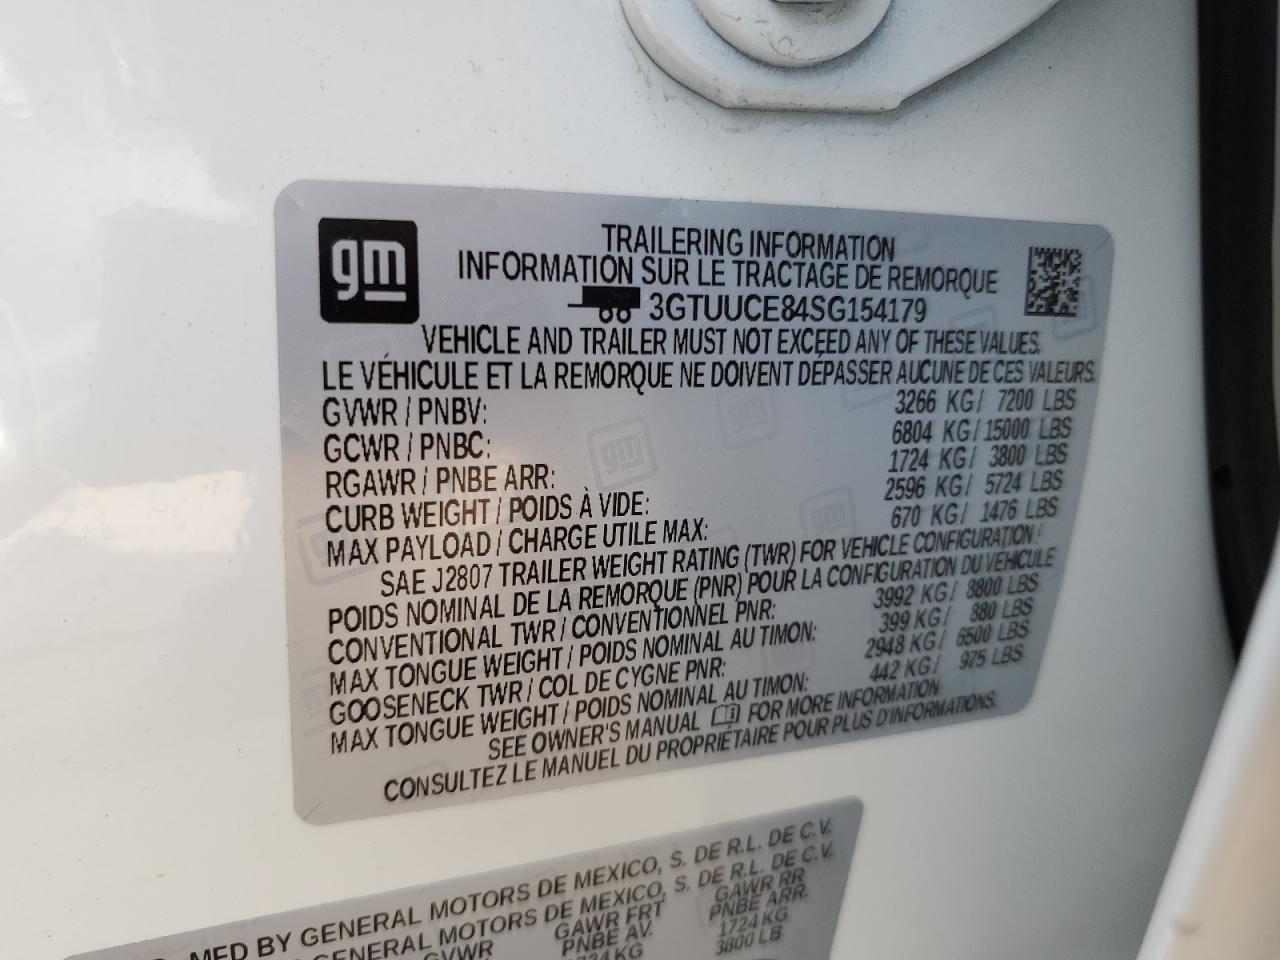 gm
TRAILERING INFORMATION
INFORMATION SUR LE TRACTAGE DE REMORQUE
3GTUUCE84SG154179
VEHICLE AND TRAILER MUST NOT EXCEED ANY OF THESE VALUES.
LE VÉHICULE ET LA REMORQUE NE DOIVENT DÉPASSER AUCUNE DE CES VALEURS.
GVWR / PNBV: 3266 KG/ 7200 LBS
GCWR / PNBC: 6804 KG/ 15000 LBS
RGAWR / PNBE ARR: 1724 KG/ 3800 LBS
CURB WEIGHT / POIDS À VIDE: 2596 KG/ 5724 LBS
MAX PAYLOAD / CHARGE UTILE MAX: 670 KG/ 1476 LBS
SAE J2807 TRAILER WEIGHT RATING (TWR) FOR VEHICLE CONFIGURATION /
POIDS NOMINAL DE LA REMORQUE (PNR) POUR LA CONFIGURATION DU VÉHICULE
CONVENTIONAL TWR / CONVENTIONNEL PNR: 3992 KG/ 8800 LBS
MAX TONGUE WEIGHT / POIDS NOMINAL AU TIMON: 399 KG/ 880 LBS
GOOSENECK TWR / COL DE CYGNE PNR: 2948 KG/ 6500 LBS
MAX TONGUE WEIGHT / POIDS NOMINAL AU TIMON: 442 KG/ 975 LBS
SEE OWNER'S MANUAL FOR MORE INFORMATION.
CONSULTEZ LE MANUEL DU PROPRIÉTAIRE POUR PLUS D'INFORMATIONS.
MFD BY GENERAL MOTORS DE MEXICO, S. DE R.L. DE C.V.
GENERAL MOTORS DE MEXICO, S. DE R.L. DE C.V.
GVWR GAWR FRT GAWR RR
PNBE AV. PNBE ARR.
1724 KG
3800 LB